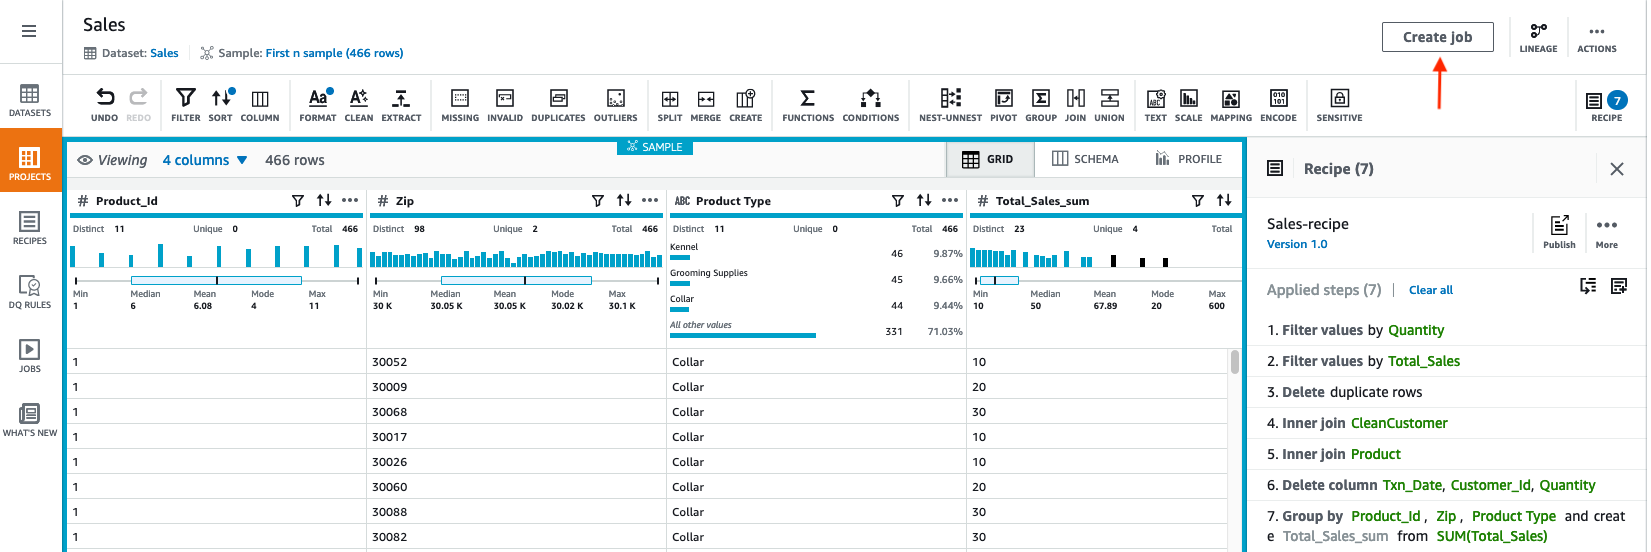 Sales
Dataset: Sales
Sample: First n sample (466 rows)
Create job
LINEAGE
ACTIONS
DATASETS
PROJECTS
RECIPES
DQ RULES
JOBS
WHAT'S NEW
UNDO REDO FILTER SORT COLUMN FORMAT CLEAN EXTRACT MISSING INVALID DUPLICATES OUTLIERS SPLIT MERGE CREATE FUNCTIONS CONDITIONS NEST-UNNEST PIVOT GROUP JOIN UNION TEXT SCALE MAPPING ENCODE SENSITIVE
7
RECIPE
Viewing 4 columns 466 rows
SAMPLE
GRID SCHEMA PROFILE
# Product_Id
Distinct 11 Unique 0 Total 466
Min Median Mean Mode Max
1 6 6.08 4 11
# Zip
Distinct 98 Unique 2 Total 466
Min Median Mean Mode Max
30 K 30.05 K 30.05 K 30.02 K 30.1 K
ABC Product Type
Distinct 11 Unique 0 Total 466
Kennel 46 9.87%
Grooming Supplies 45 9.66%
Collar 44 9.44%
All other values 331 71.03%
# Total_Sales_sum
Distinct 23 Unique 4 Total
Min Median Mean Mode Max
10 50 67.89 20 600
1 30052 Collar 10
1 30009 Collar 20
1 30068 Collar 30
1 30017 Collar 10
1 30026 Collar 10
1 30060 Collar 20
1 30088 Collar 30
1 30082 Collar 30
Recipe (7)
Sales-recipe
Version 1.0
Publish
More
Applied steps (7) Clear all
1. Filter values by Quantity
2. Filter values by Total_Sales
3. Delete duplicate rows
4. Inner join CleanCustomer
5. Inner join Product
6. Delete column Txn_Date, Customer_Id, Quantity
7. Group by Product_Id , Zip , Product Type and creat
e Total_Sales_sum from SUM(Total_Sales)